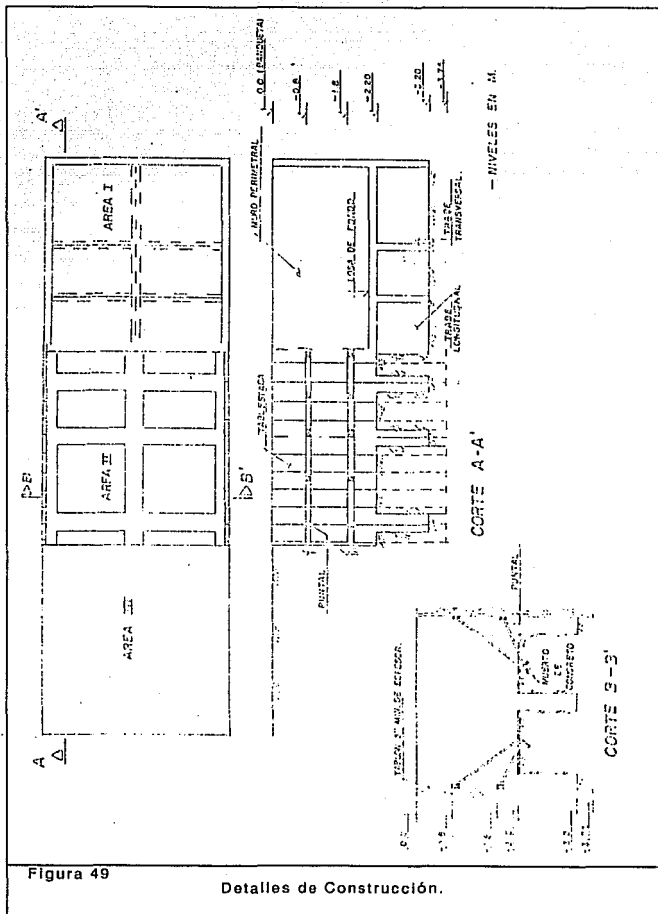 A'
AREA I
AREA II
AREA III
B'
B'
A
0.0 (BANQUETA)
-0.8
-1.8
-2.20
-3.20
-3.75
- NIVELES EN M.
MURO PERIMETRAL
LOSA DE FONDO
TRABE TRANSVERSAL
TRABE LONGITUDINAL
TABLESTACA
PUNTAL
CORTE A-A'
PUNTAL
MUERTO DE CONCRETO
CORTE B-B'
Figura 49
Detalles de Construcción.